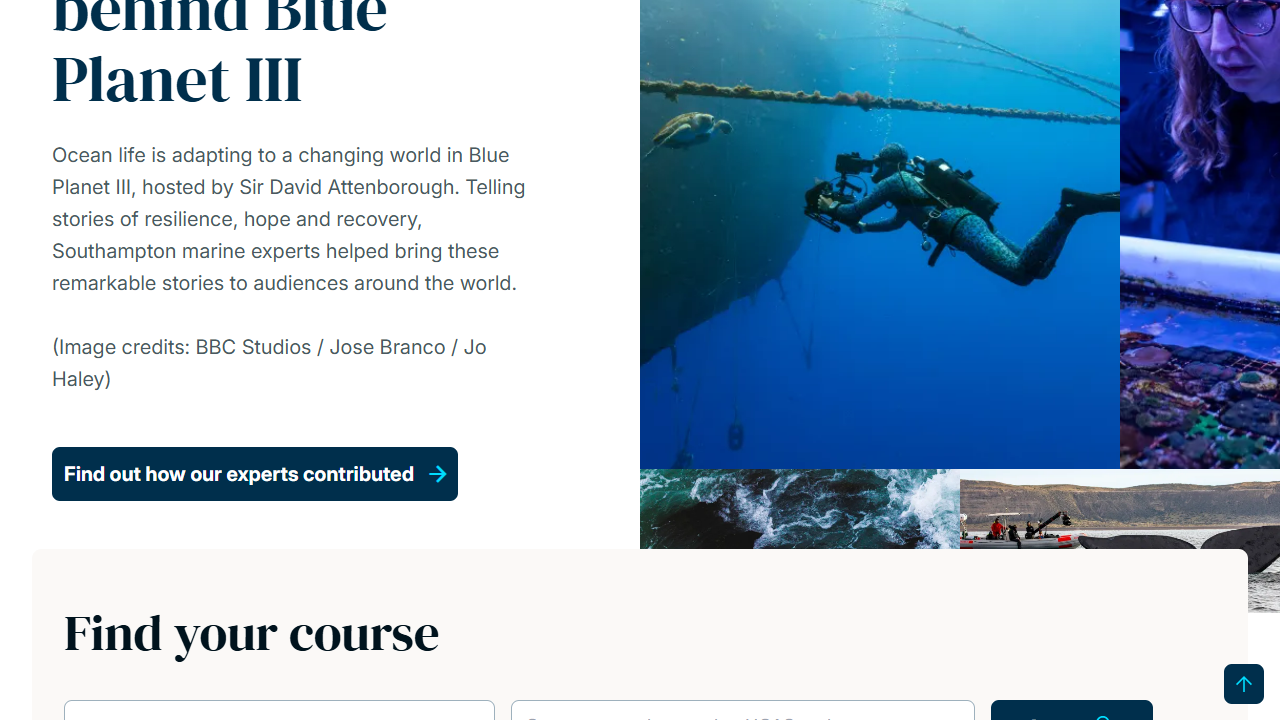 behind Blue
Planet III
Ocean life is adapting to a changing world in Blue
Planet III, hosted by Sir David Attenborough. Telling
stories of resilience, hope and recovery,
Southampton marine experts helped bring these
remarkable stories to audiences around the world.
(Image credits: BBC Studios / Jose Branco / Jo
Haley)
Find out how our experts contributed
Find your course